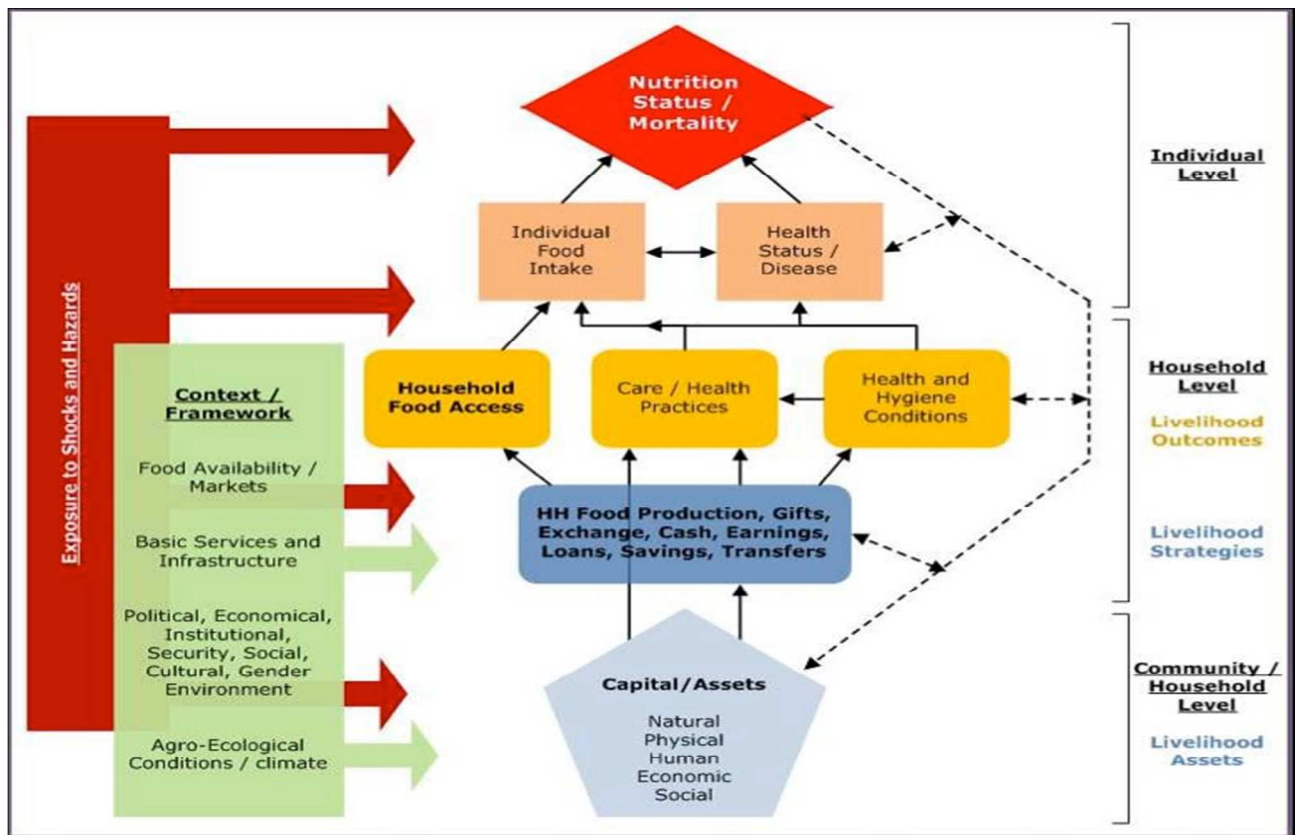 Nutrition
Status /
Mortality
Individual
Level
Individual
Food
Intake
Health
Status /
Disease
Exposure to Shocks and Hazards
Context /
Framework
Food Availability /
Markets
Basic Services and
Infrastructure
Political, Economical,
Institutional,
Security, Social,
Cultural, Gender
Environment
Agro-Ecological
Conditions / climate
Household
Food Access
Care / Health
Practices
Health and
Hygiene
Conditions
Household
Level
Livelihood
Outcomes
HH Food Production, Gifts,
Exchange, Cash, Earnings,
Loans, Savings, Transfers
Livelihood
Strategies
Capital/Assets
Natural
Physical
Human
Economic
Social
Community /
Household
Level
Livelihood
Assets